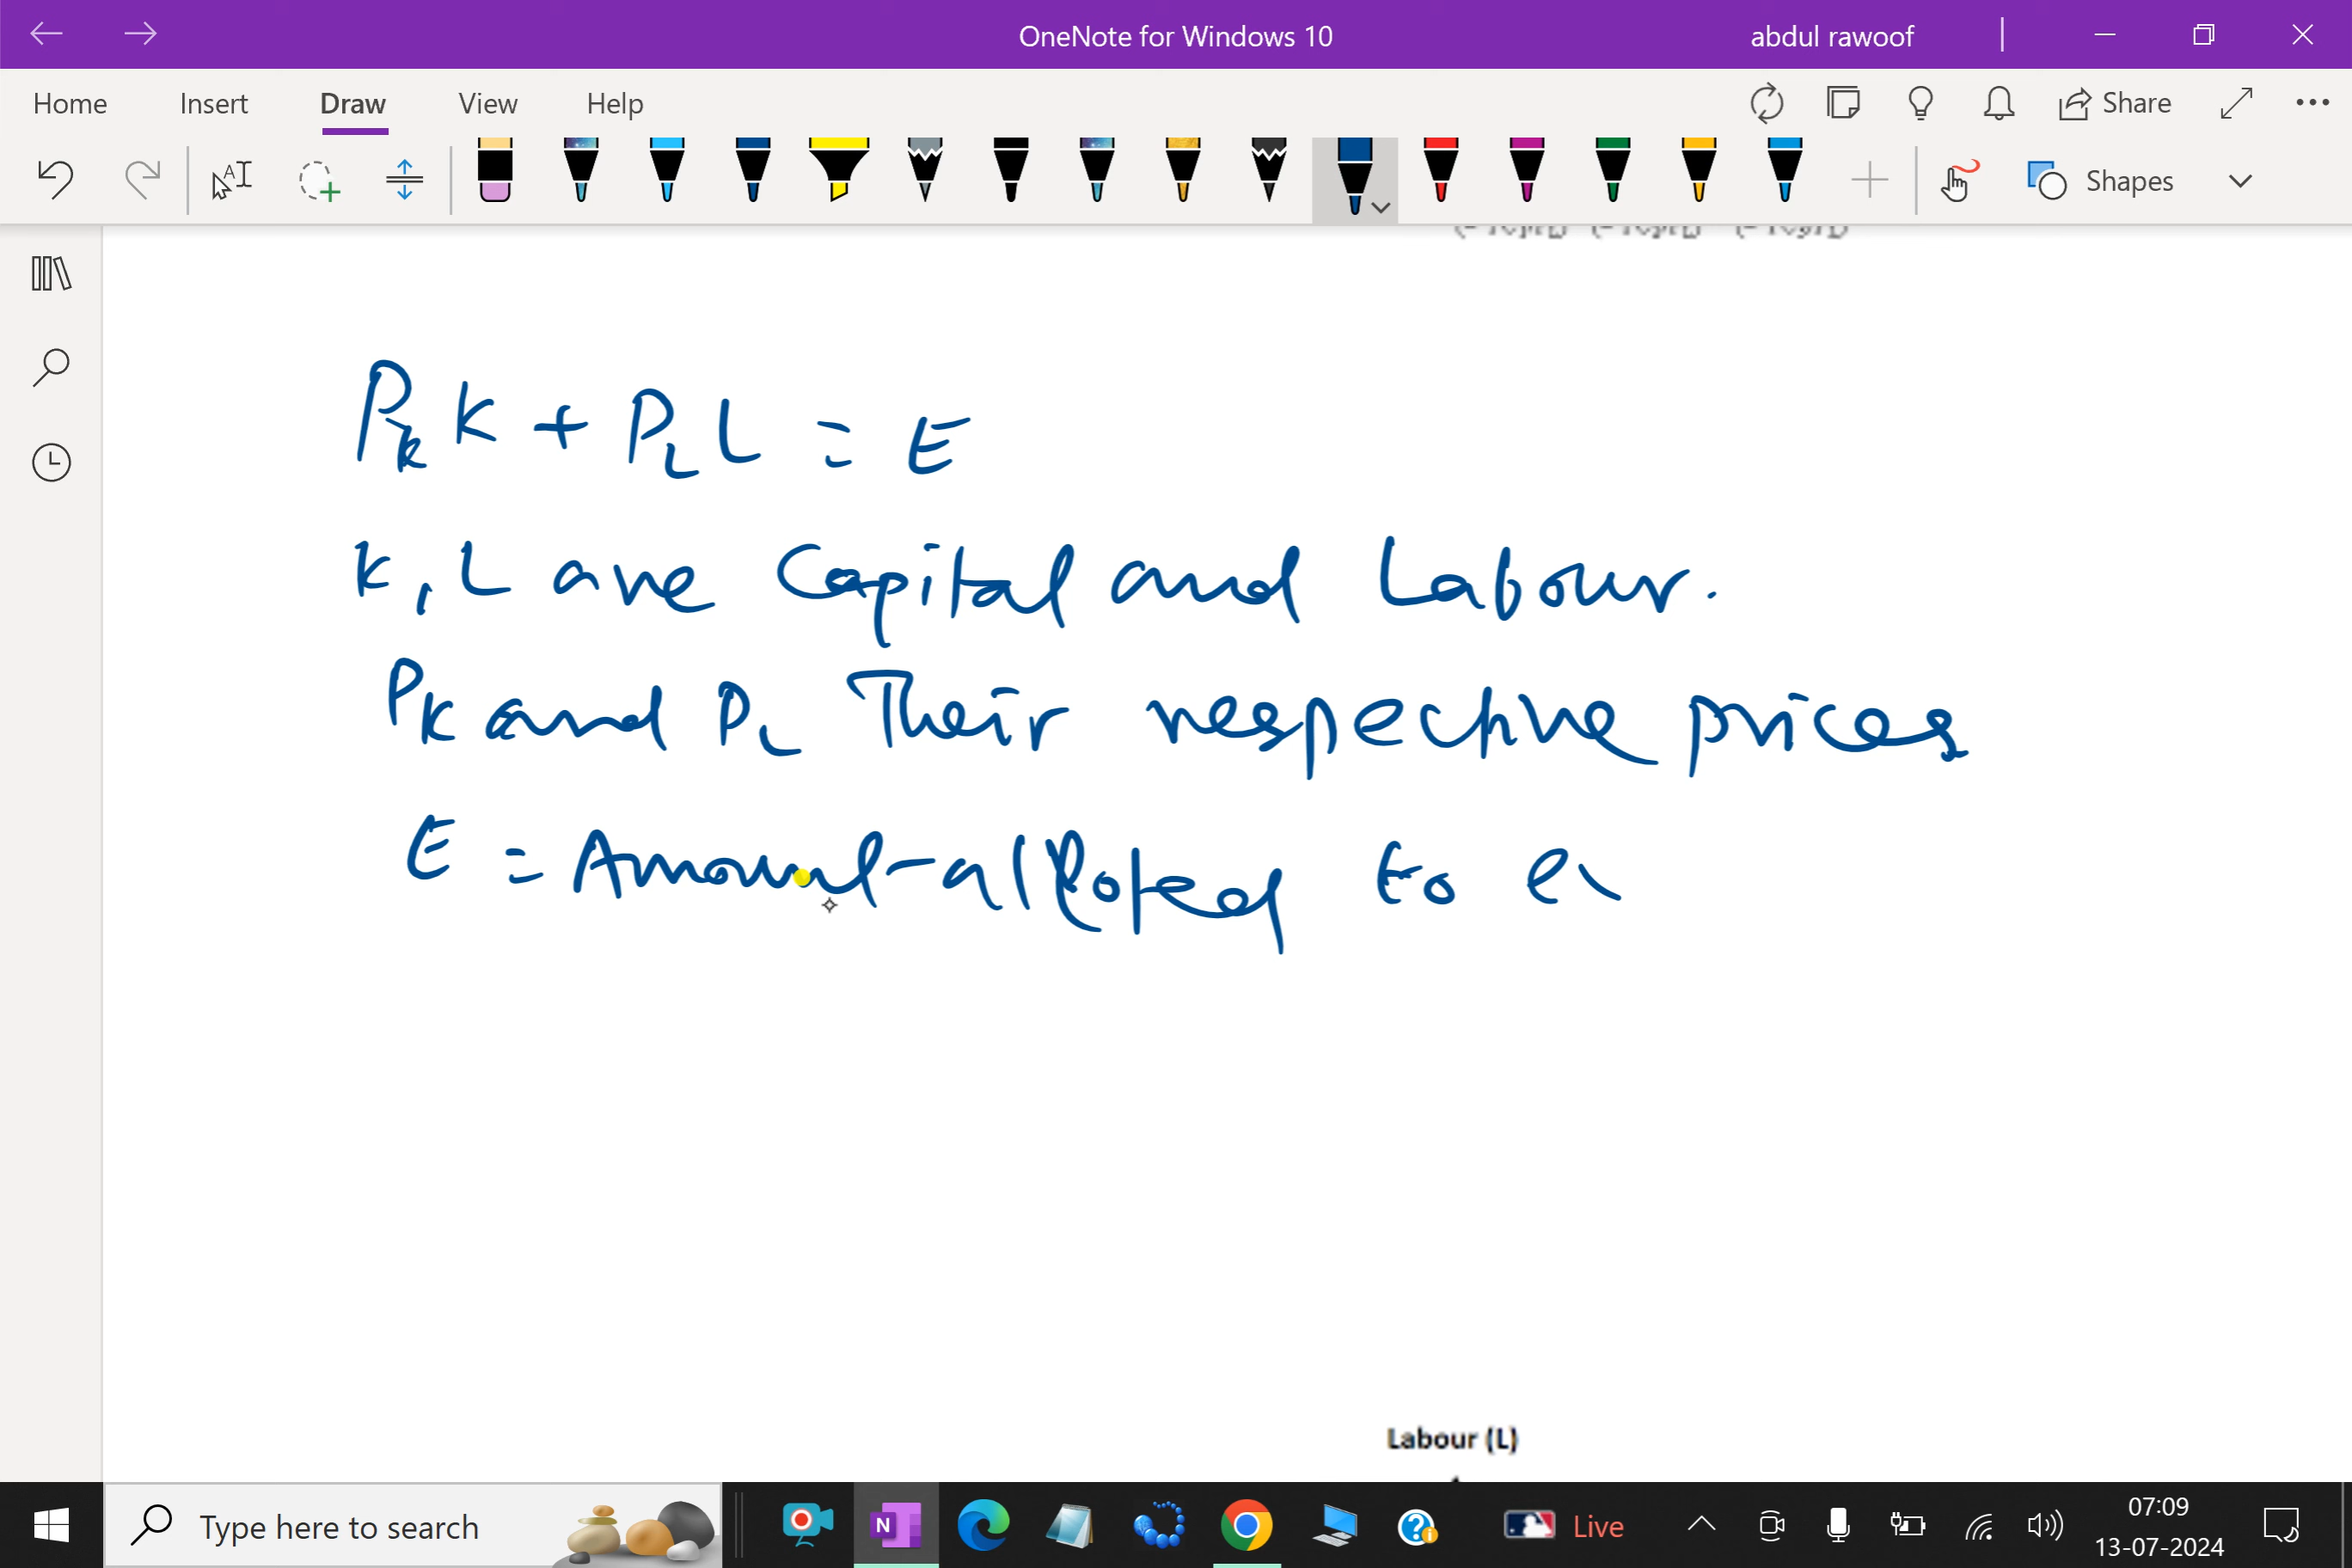 OneNote for Windows 10
abdul rawoof
Home Insert Draw View Help
Share
Shapes
PkK + PLL = E
K, L are Capital and Labour.
PK and PL Their respective prices
E = Amount alloted to ex
Labour (L)
Type here to search
Live
07:09
13-07-2024